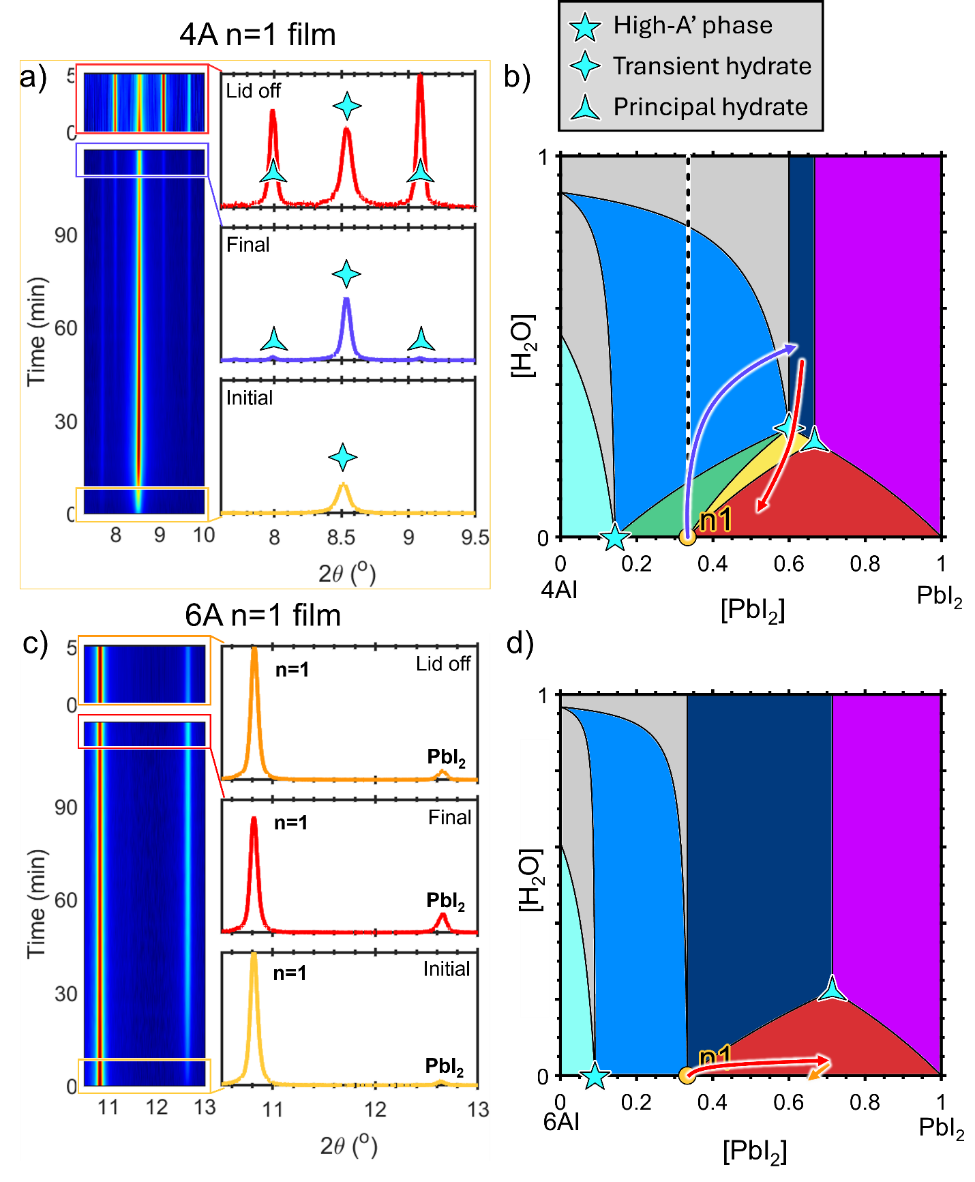 4A n=1 film
High-A' phase
Transient hydrate
Principal hydrate
a)
5
0
90
60
30
0
Time (min)
8 9 10
Lid off
Final
Initial
8 8.5 9 9.5
2θ (°)
b)
1
[H2O]
0
n1
0 0.2 0.4 0.6 0.8 1
4AI
[PbI2]
PbI2
6A n=1 film
c)
5
0
90
60
30
0
Time (min)
11 12 13
n=1
Lid off
PbI2
n=1
Final
PbI2
n=1
Initial
PbI2
11 12 13
2θ (°)
d)
1
[H2O]
0
n1
0 0.2 0.4 0.6 0.8 1
6AI
[PbI2]
PbI2